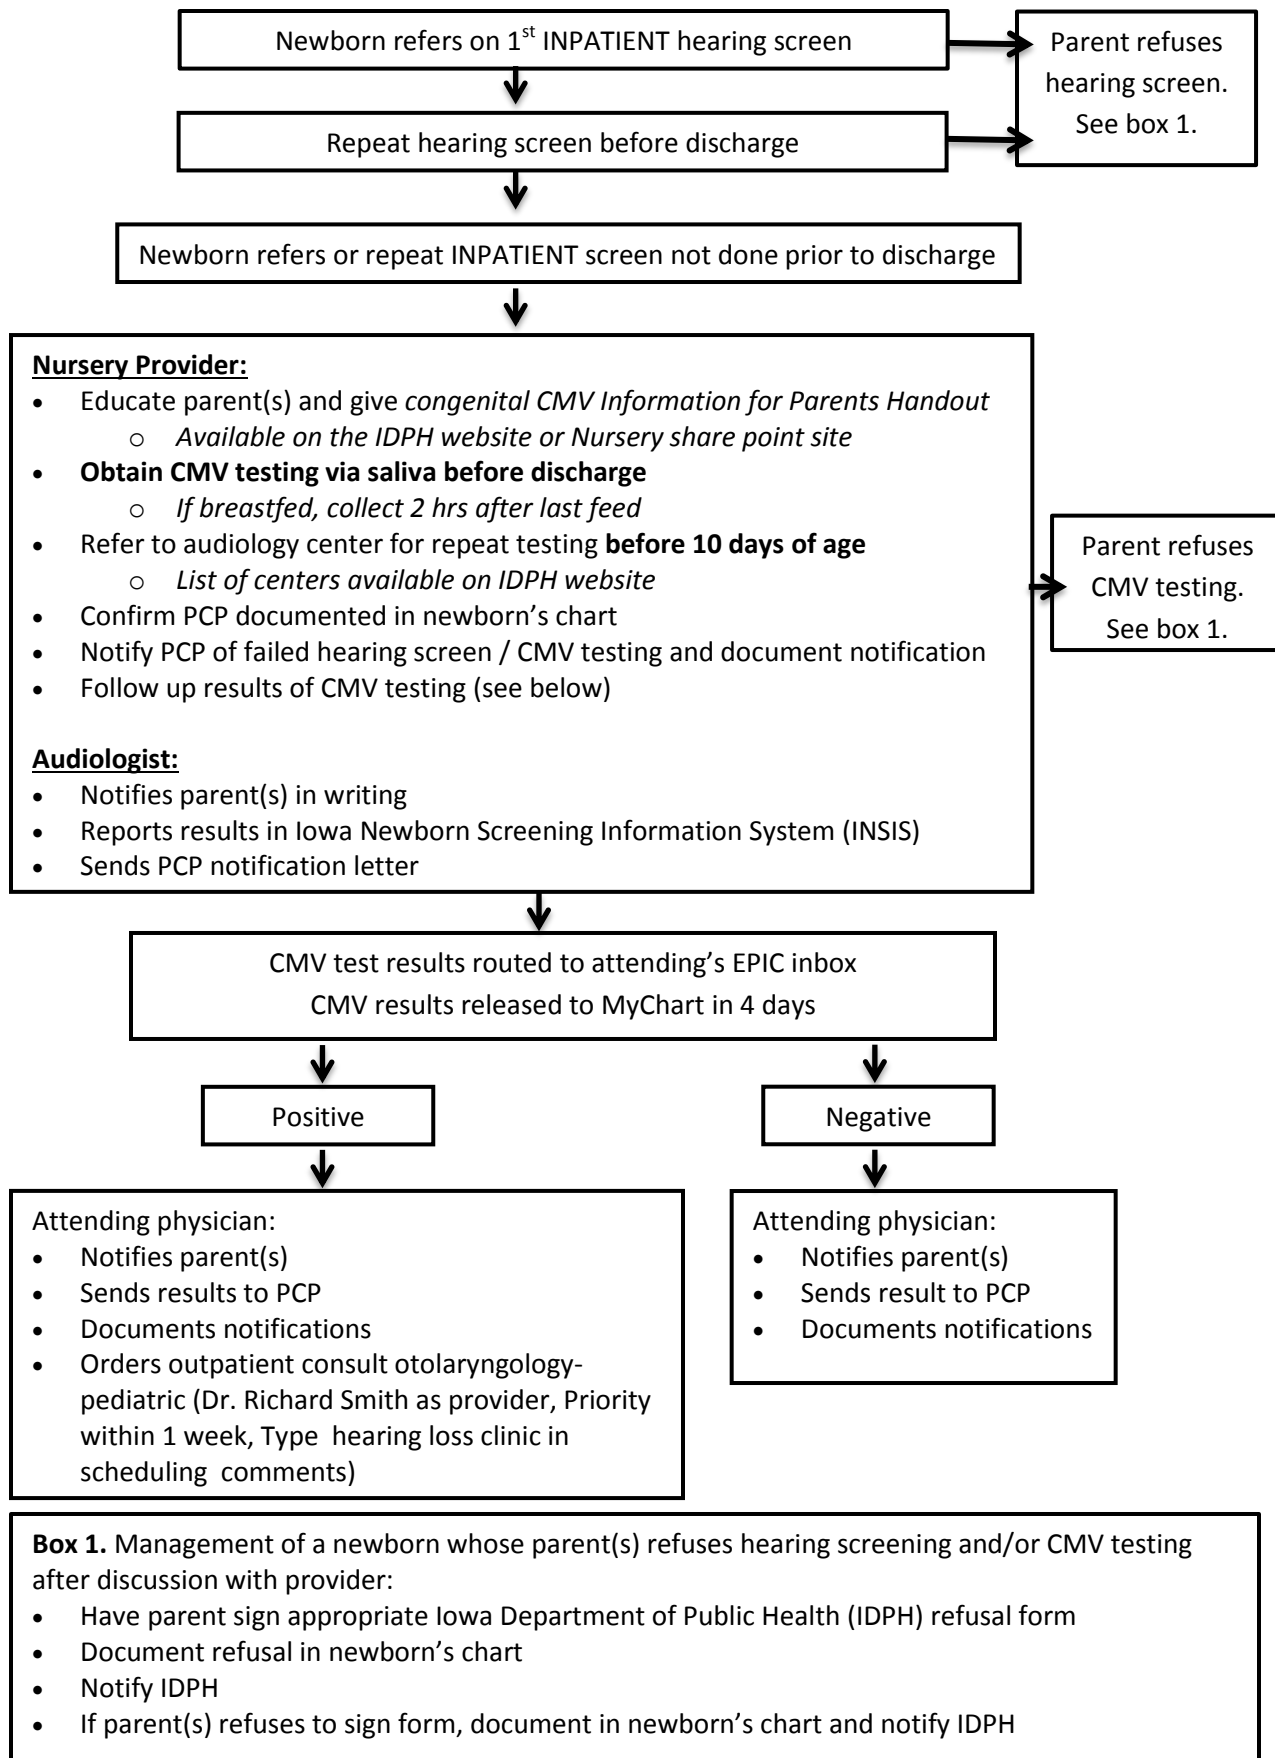 Newborn refers on 1st INPATIENT hearing screen
Parent refuses
hearing screen.
See box 1.
Repeat hearing screen before discharge
Newborn refers or repeat INPATIENT screen not done prior to discharge
Nursery Provider:
• Educate parent(s) and give congenital CMV Information for Parents Handout
o Available on the IDPH website or Nursery share point site
• Obtain CMV testing via saliva before discharge
o If breastfed, collect 2 hrs after last feed
• Refer to audiology center for repeat testing before 10 days of age
o List of centers available on IDPH website
• Confirm PCP documented in newborn’s chart
• Notify PCP of failed hearing screen / CMV testing and document notification
• Follow up results of CMV testing (see below)
Audiologist:
• Notifies parent(s) in writing
• Reports results in Iowa Newborn Screening Information System (INSIS)
• Sends PCP notification letter
Parent refuses
CMV testing.
See box 1.
CMV test results routed to attending’s EPIC inbox
CMV results released to MyChart in 4 days
Positive
Negative
Attending physician:
• Notifies parent(s)
• Sends results to PCP
• Documents notifications
• Orders outpatient consult otolaryngology-
pediatric (Dr. Richard Smith as provider, Priority
within 1 week, Type hearing loss clinic in
scheduling comments)
Attending physician:
• Notifies parent(s)
• Sends result to PCP
• Documents notifications
Box 1. Management of a newborn whose parent(s) refuses hearing screening and/or CMV testing
after discussion with provider:
• Have parent sign appropriate Iowa Department of Public Health (IDPH) refusal form
• Document refusal in newborn’s chart
• Notify IDPH
• If parent(s) refuses to sign form, document in newborn’s chart and notify IDPH